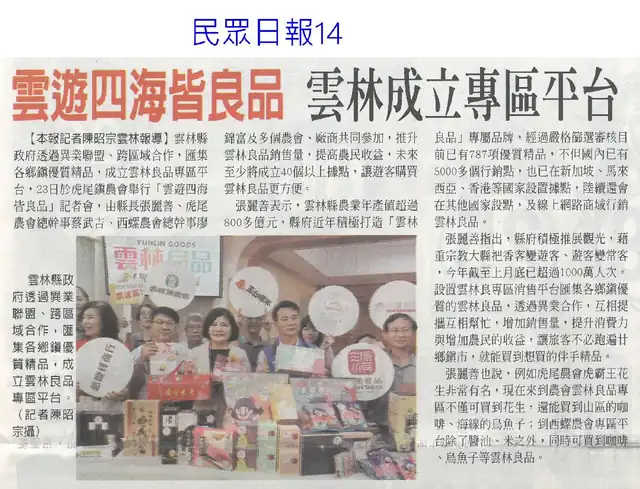 民眾日報14
雲遊四海皆良品 雲林成立專區平台
【本報記者陳昭宗雲林報導】雲林縣
政府透過異業聯盟、跨區域合作，匯集
各鄉鎮優質精品，成立雲林良品專區平
台，23日於虎尾鎮農會舉行「雲遊四海
皆良品」記者會，由縣長張麗善、虎尾
農會總幹事蔡武吉、西螺農會總幹事廖
錦富及多個農會、廠商共同參加，推升
雲林良品銷售量，提高農民收益，未來
至少將成立40個以上據點，讓遊客購買
雲林良品更方便。
張麗善表示，雲林縣農業年產值超過
800多億元，縣府近年積極打造「雲林
良品」專屬品牌，經過嚴格篩選審核目
前已有787項優質精品，不但國內已有
5000多個行銷點，也已在新加坡、馬來
西亞、香港等國家設置據點，陸續還會
在其他國家設點，及線上網路商城行銷
雲林良品。
張麗善指出，縣府積極推展觀光，藉
重宗教大縣把香客變遊客、遊客變常客
，今年截至上月底已超過1000萬人次。
設置雲林良專區消售平台匯集各鄉鎮優
質的雲林良品，透過異業合作，互相提
攜互相幫忙，增加銷售量，提升消費力
與增加農民的收益，讓旅客不必跑遍廿
鄉鎮市，就能買到想買的伴手精品。
張麗善也說，例如虎尾農會虎霸王花
生非常有名，現在來到農會雲林良品專
區不僅可買到花生，還能買到山區的咖
啡、海線的烏魚子；到西螺農會專區平
台除了醬油、米之外，同時可買到咖啡
、烏魚子等雲林良品。
YUNLIN GOODS
雲林良品
雲林縣政
府透過異業
聯盟、跨區
域合作，匯
集各鄉鎮優
質精品，成
立雲林良品
專區平台。
（記者陳昭
宗攝）